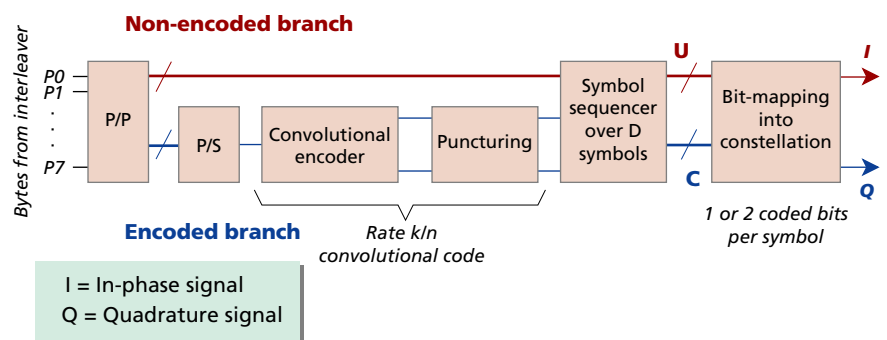 Non-encoded branch
Bytes from interleaver
P0
P1
.
.
.
P7
P/P
P/S
Convolutional
encoder
Puncturing
Symbol
sequencer
over D
symbols
U
C
Bit-mapping
into
constellation
I
Q
Encoded branch
Rate k/n
convolutional code
1 or 2 coded bits
per symbol
I = In-phase signal
Q = Quadrature signal